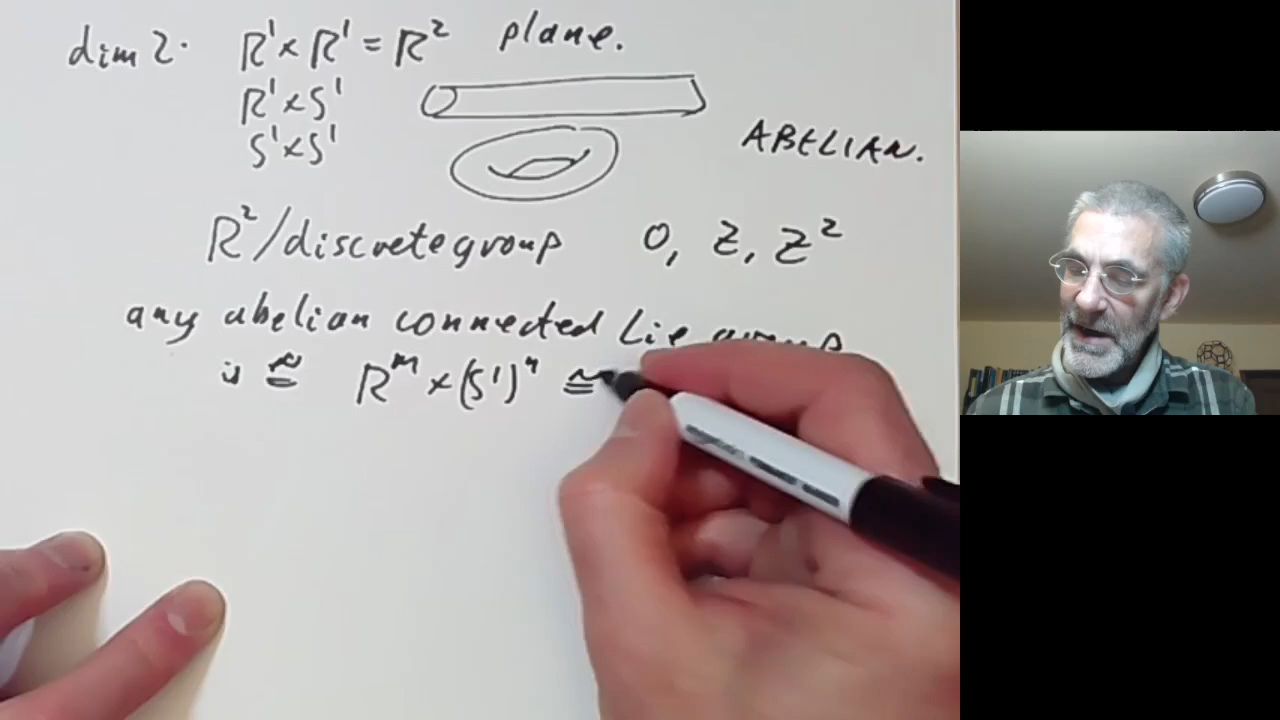 dim 2. R¹ × R¹ = R² plane.
R¹ × S¹
S¹ × S¹
ABELIAN.
R²/discrete group 0, Z, Z²
any abelian connected Lie group
is ≅ Rᵐ × (S¹)ⁿ ≅